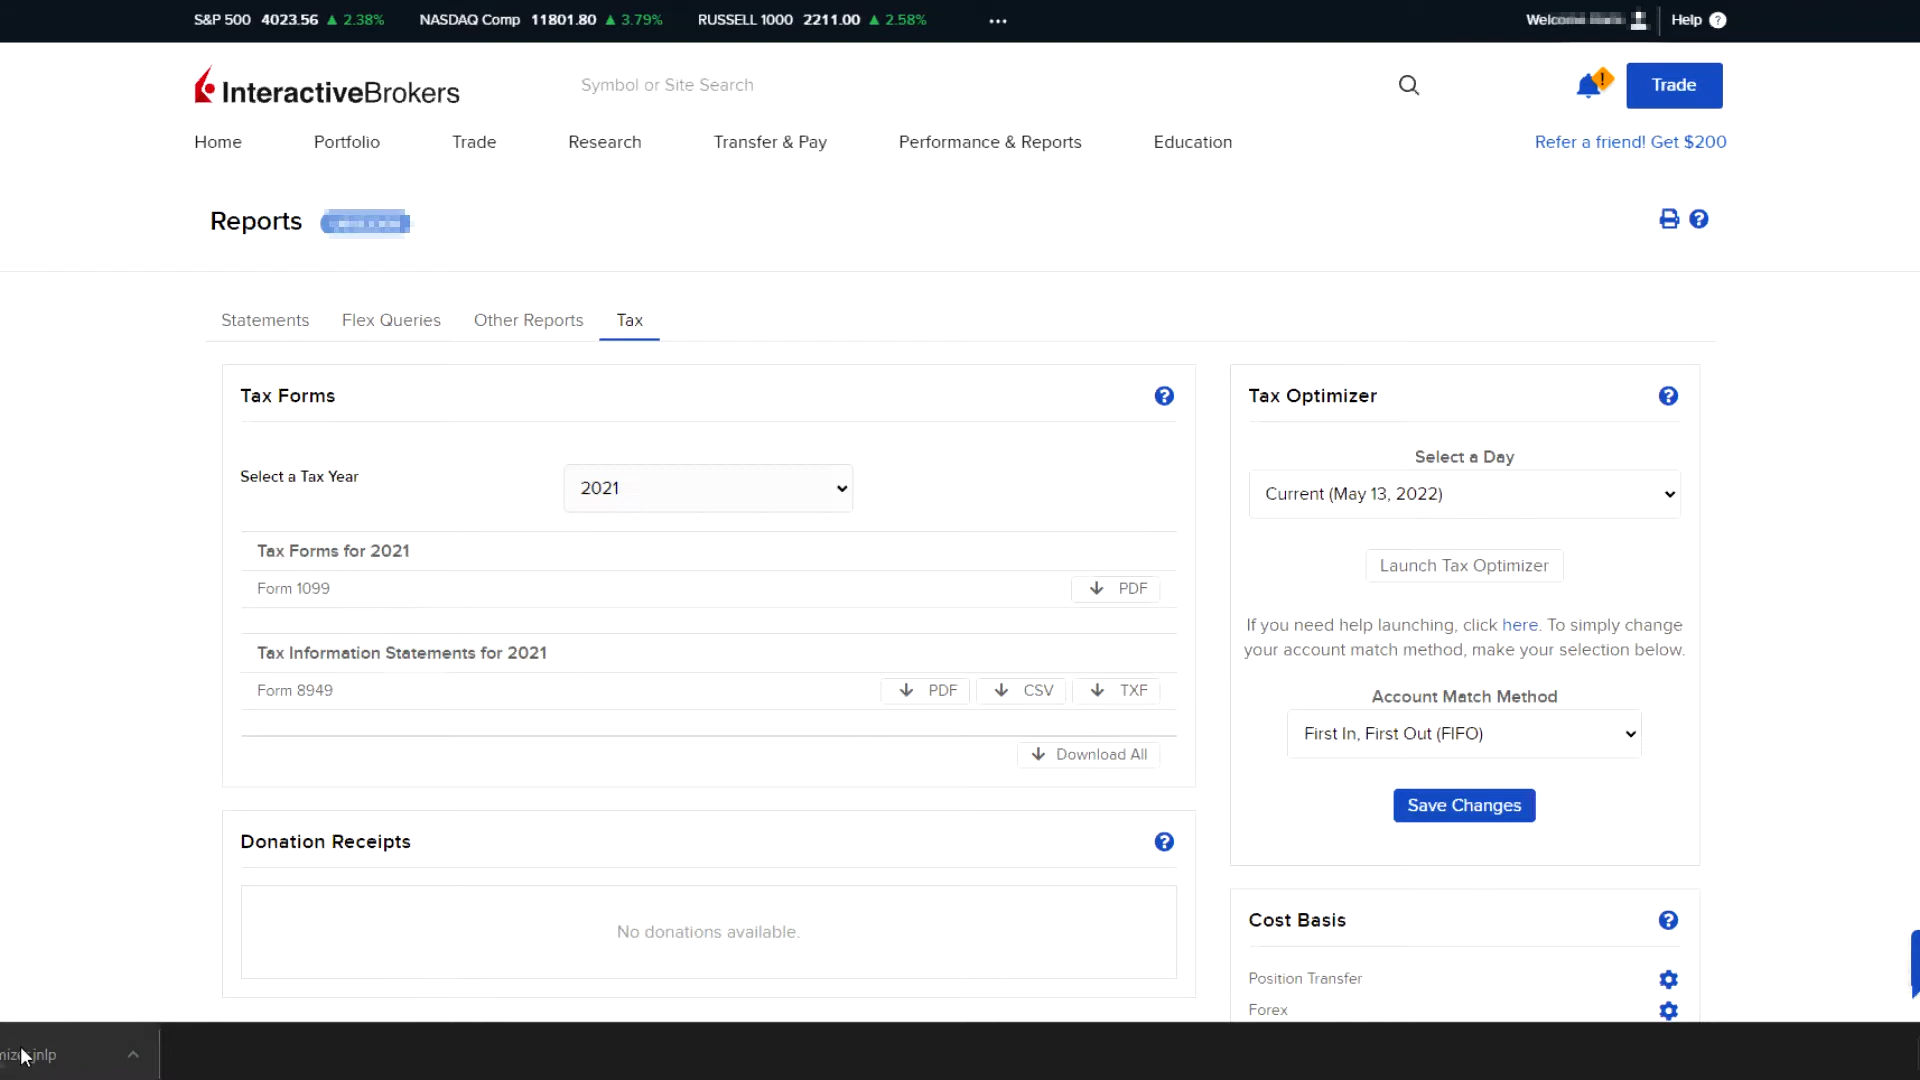 S&P 500 4023.56 ▲ 2.38% NASDAQ Comp 11801.80 ▲ 3.79% RUSSELL 1000 2211.00 ▲ 2.58% ••• Help ?
InteractiveBrokers
Symbol or Site Search
Trade
Home Portfolio Trade Research Transfer & Pay Performance & Reports Education Refer a friend! Get $200
Reports
Statements Flex Queries Other Reports Tax
Tax Forms
Select a Tax Year
2021
Tax Forms for 2021
Form 1099 PDF
Tax Information Statements for 2021
Form 8949 PDF CSV TXF
Download All
Donation Receipts
No donations available.
Tax Optimizer
Select a Day
Current (May 13, 2022)
Launch Tax Optimizer
If you need help launching, click here. To simply change
your account match method, make your selection below.
Account Match Method
First In, First Out (FIFO)
Save Changes
Cost Basis
Position Transfer
Forex